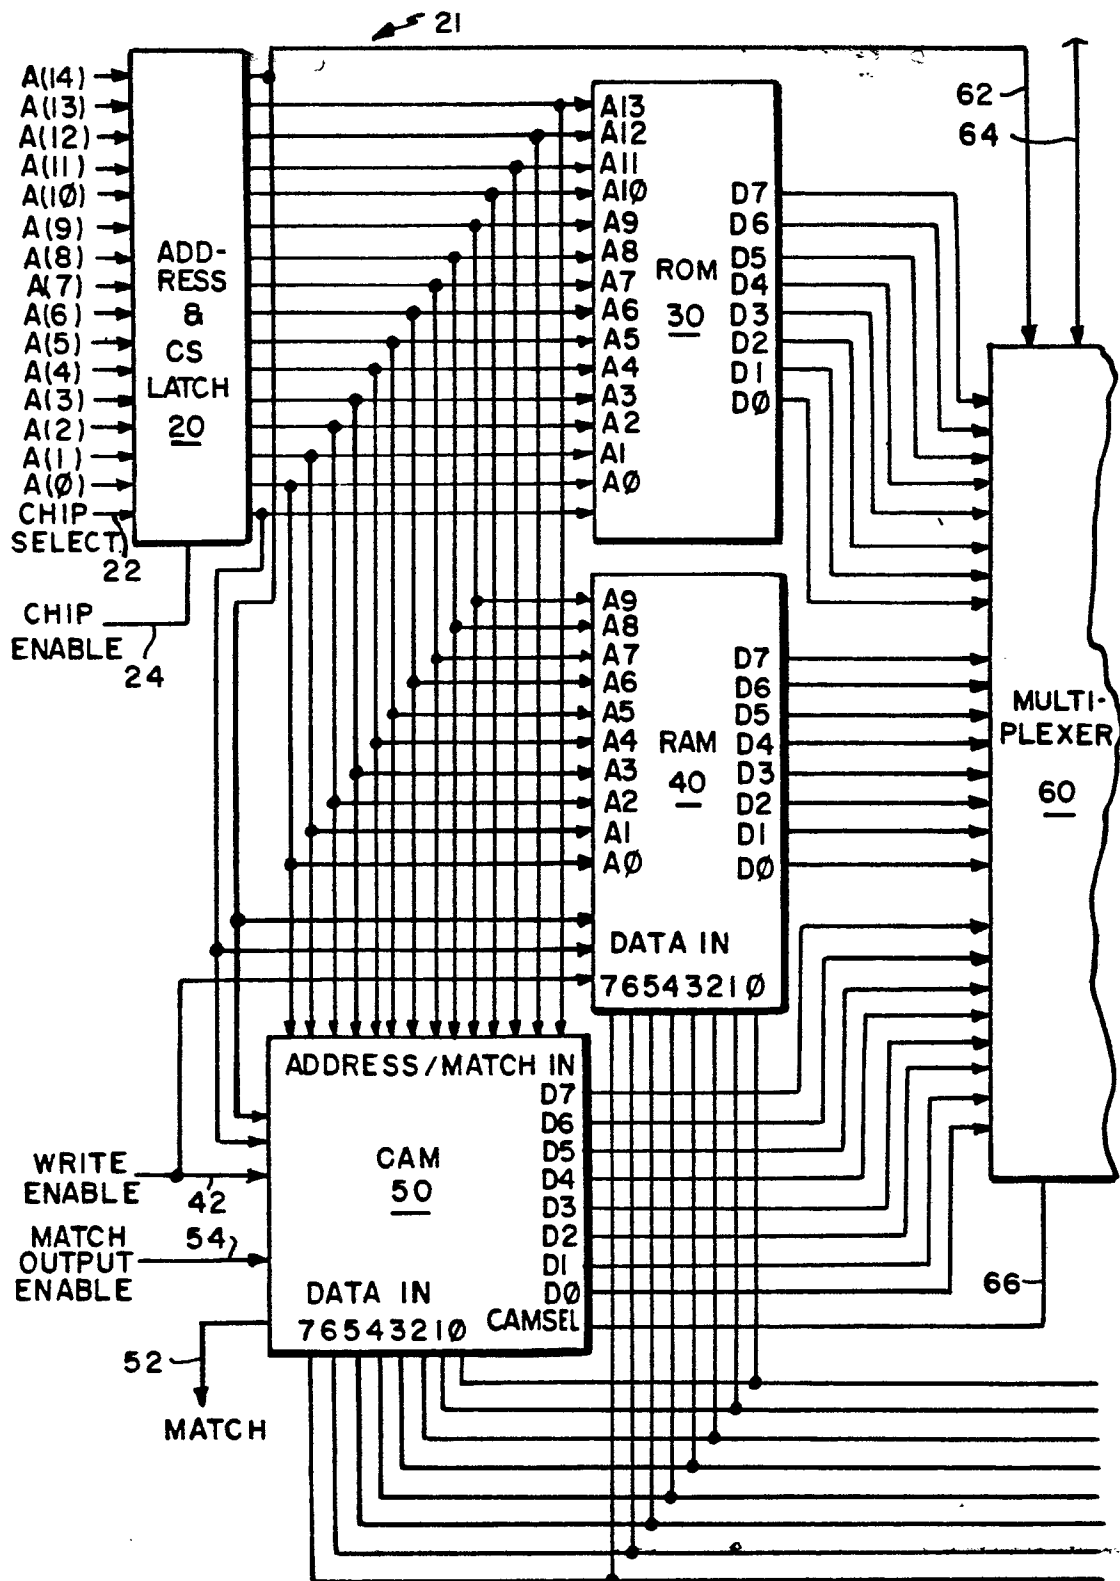 21
A(14)
A(13)
A(12)
A(11)
A(1Ø)
A(9)
A(8)
A(7)
A(6)
A(5)
A(4)
A(3)
A(2)
A(1)
A(Ø)
CHIP
SELECT
22
CHIP
ENABLE
24
ADD-
RESS
&
CS
LATCH
20
A13
A12
A11
A1Ø
A9
A8
A7
A6
A5
A4
A3
A2
A1
AØ
ROM
30
D7
D6
D5
D4
D3
D2
D1
DØ
62
64
A9
A8
A7
A6
A5
A4
A3
A2
A1
AØ
RAM
40
D7
D6
D5
D4
D3
D2
D1
DØ
DATA IN
7654321Ø
MULTI-
PLEXER
60
ADDRESS/MATCH IN
CAM
50
D7
D6
D5
D4
D3
D2
D1
DØ
CAMSEL
DATA IN
7654321Ø
WRITE
ENABLE
42
MATCH
OUTPUT
ENABLE
54
52
MATCH
66